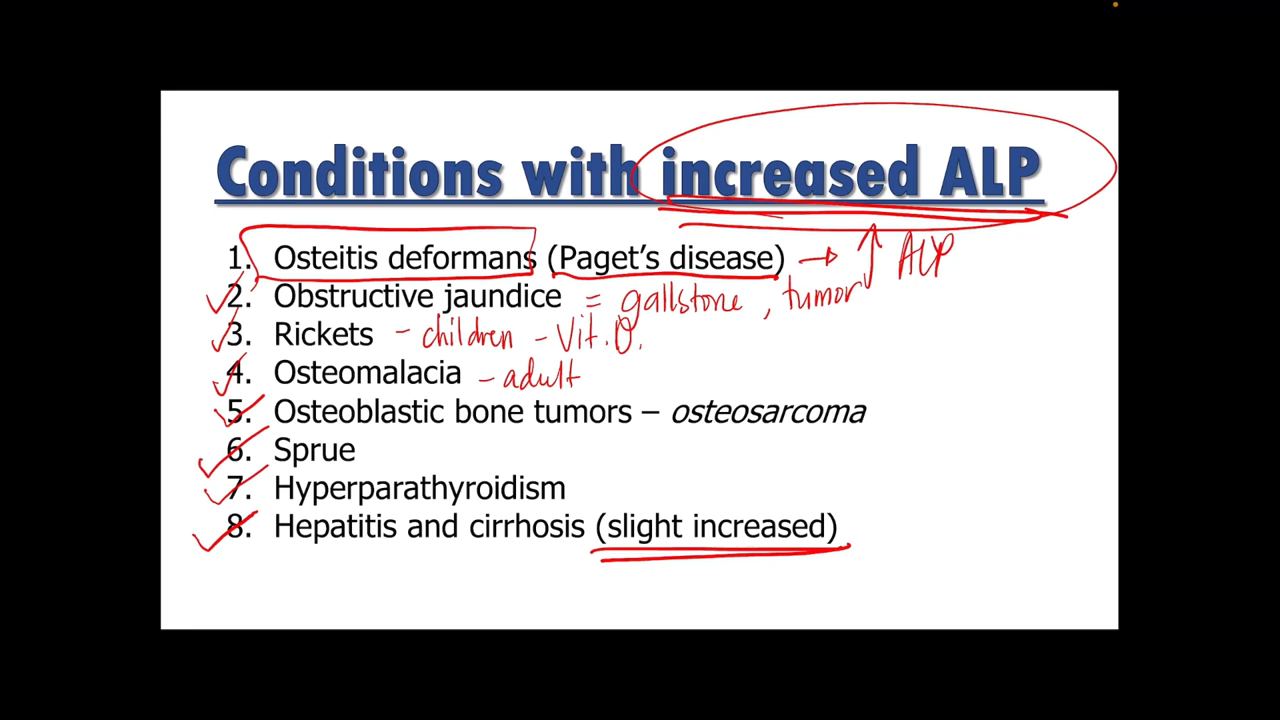 Conditions with increased ALP
1. Osteitis deformans (Paget's disease) → ↑ ALP
2. Obstructive jaundice = gallstone, tumor
3. Rickets - children - Vit. D.
4. Osteomalacia - adult
5. Osteoblastic bone tumors – osteosarcoma
6. Sprue
7. Hyperparathyroidism
8. Hepatitis and cirrhosis (slight increased)